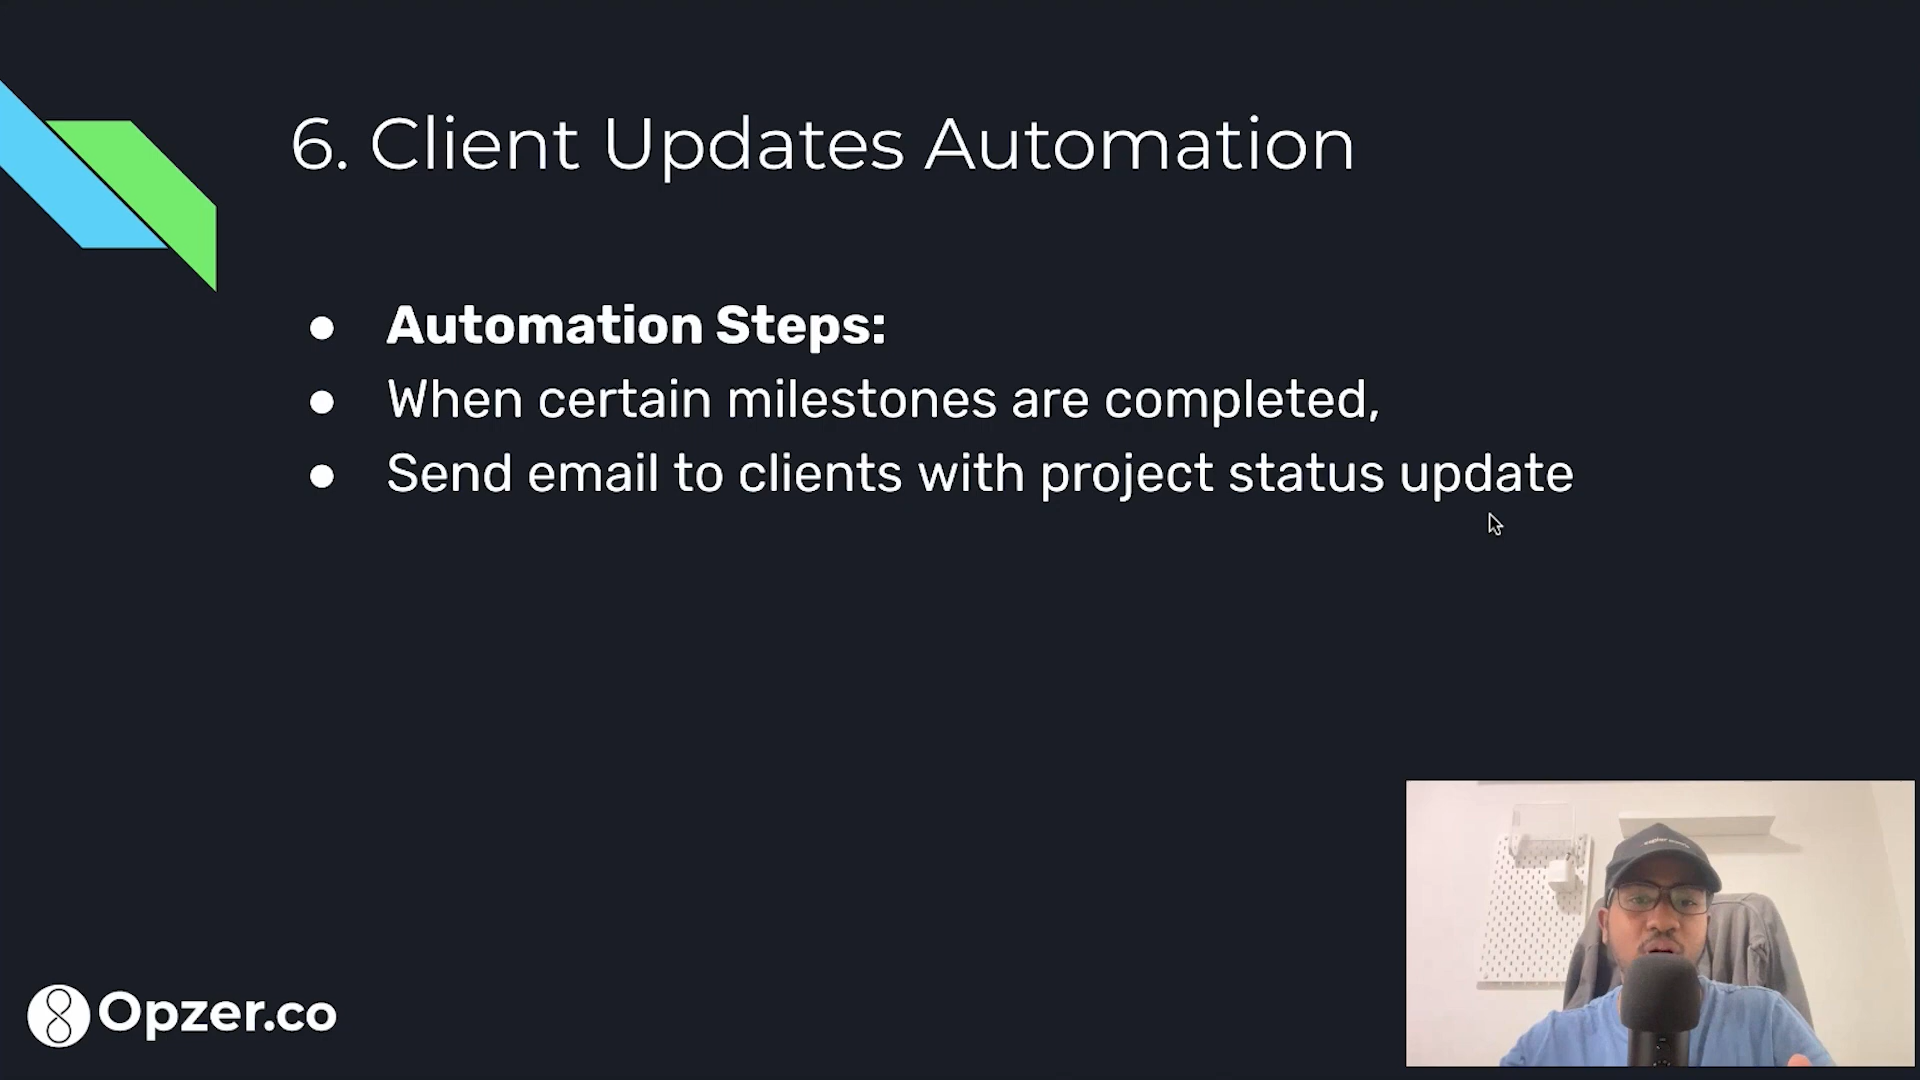 6. Client Updates Automation
● Automation Steps:
● When certain milestones are completed,
● Send email to clients with project status update
Opzer.co